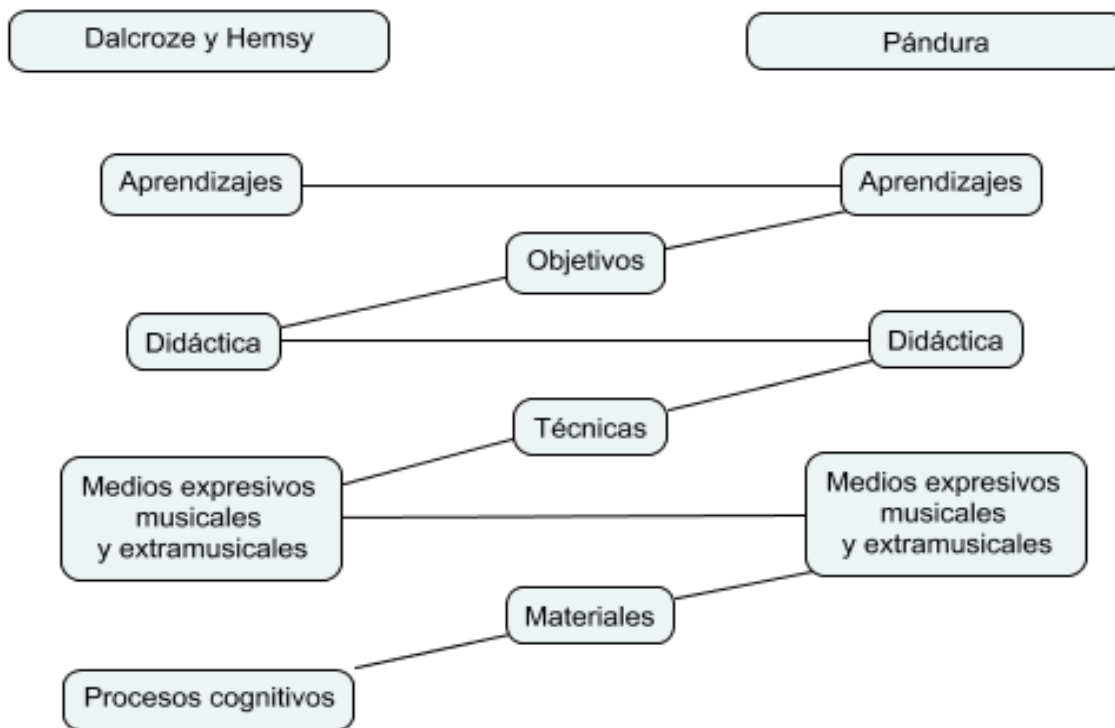 Dalcroze y Hemsy
Pándura
Aprendizajes
Aprendizajes
Objetivos
Didáctica
Didáctica
Técnicas
Medios expresivos
musicales
y extramusicales
Medios expresivos
musicales
y extramusicales
Materiales
Procesos cognitivos